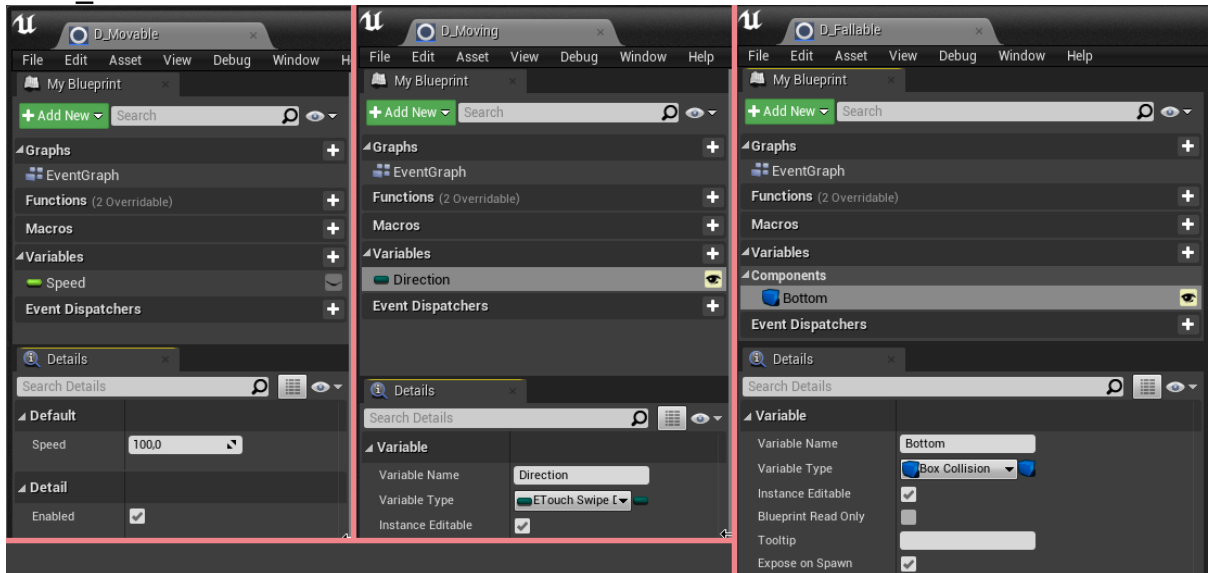 D_Movable
File Edit Asset View Debug Window H
My Blueprint
Add New Search
Graphs
EventGraph
Functions (2 Overridable)
Macros
Variables
Speed
Event Dispatchers
Details
Search Details
Default
Speed 100,0
Detail
Enabled
D_Moving
File Edit Asset View Debug Window Help
My Blueprint
Add New Search
Graphs
EventGraph
Functions (2 Overridable)
Macros
Variables
Direction
Event Dispatchers
Details
Search Details
Variable
Variable Name Direction
Variable Type ETouch Swipe D
Instance Editable
D_Fallable
File Edit Asset View Debug Window Help
My Blueprint
Add New Search
Graphs
EventGraph
Functions (2 Overridable)
Macros
Variables
Components
Bottom
Event Dispatchers
Details
Search Details
Variable
Variable Name Bottom
Variable Type Box Collision
Instance Editable
Blueprint Read Only
Tooltip
Expose on Spawn